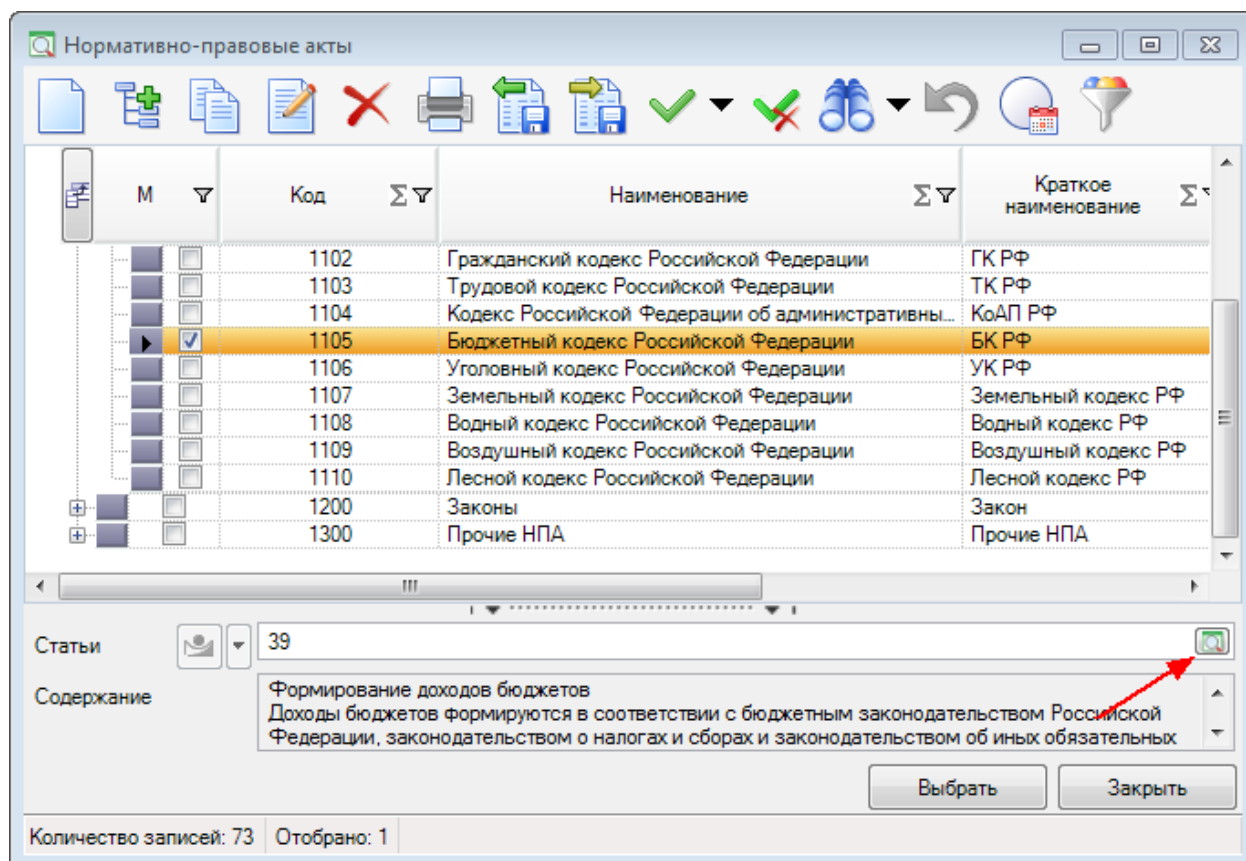 Нормативно-правовые акты
М Код Наименование Краткое
наименование
1102 Гражданский кодекс Российской Федерации ГК РФ
1103 Трудовой кодекс Российской Федерации ТК РФ
1104 Кодекс Российской Федерации об административны... КоАП РФ
1105 Бюджетный кодекс Российской Федерации БК РФ
1106 Уголовный кодекс Российской Федерации УК РФ
1107 Земельный кодекс Российской Федерации Земельный кодекс РФ
1108 Водный кодекс Российской Федерации Водный кодекс РФ
1109 Воздушный кодекс Российской Федерации Воздушный кодекс РФ
1110 Лесной кодекс Российской Федерации Лесной кодекс РФ
1200 Законы Закон
1300 Прочие НПА Прочие НПА
Статьи 39
Содержание Формирование доходов бюджетов
Доходы бюджетов формируются в соответствии с бюджетным законодательством Российской
Федерации, законодательством о налогах и сборах и законодательством об иных обязательных
Выбрать Закрыть
Количество записей: 73 Отобрано: 1